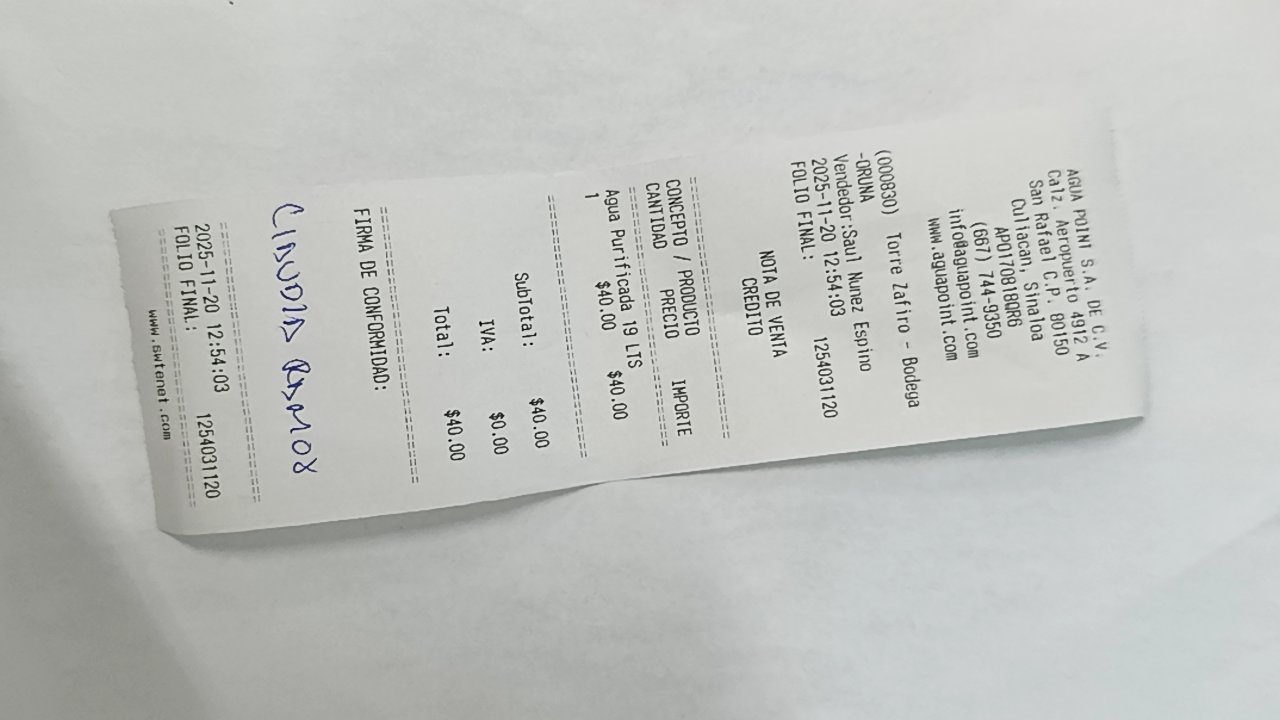 AGUA POINT S.A. DE C.V.
Calz. Aeropuerto 4912 A
San Rafael C.P. 80150
Culiacan, Sinaloa
APO170818QR6
(667) 744-9350
info@aguapoint.com
www.aguapoint.com
(000830) Torre Zafiro - Bodega
-ORUNA
Vendedor:Saul Nunez Espino
2025-11-20 12:54:03 1254031120
FOLIO FINAL:
NOTA DE VENTA
CREDITO
================================
CONCEPTO / PRODUCTO
CANTIDAD PRECIO IMPORTE
================================
Agua Purificada 19 LTS
1 $40.00 $40.00
================================
SubTotal: $40.00
IVA: $0.00
Total: $40.00
================================
FIRMA DE CONFORMIDAD:
CLAUDIA RAMOS
================================
2025-11-20 12:54:03 1254031120
FOLIO FINAL:
================================
www.swtenet.com